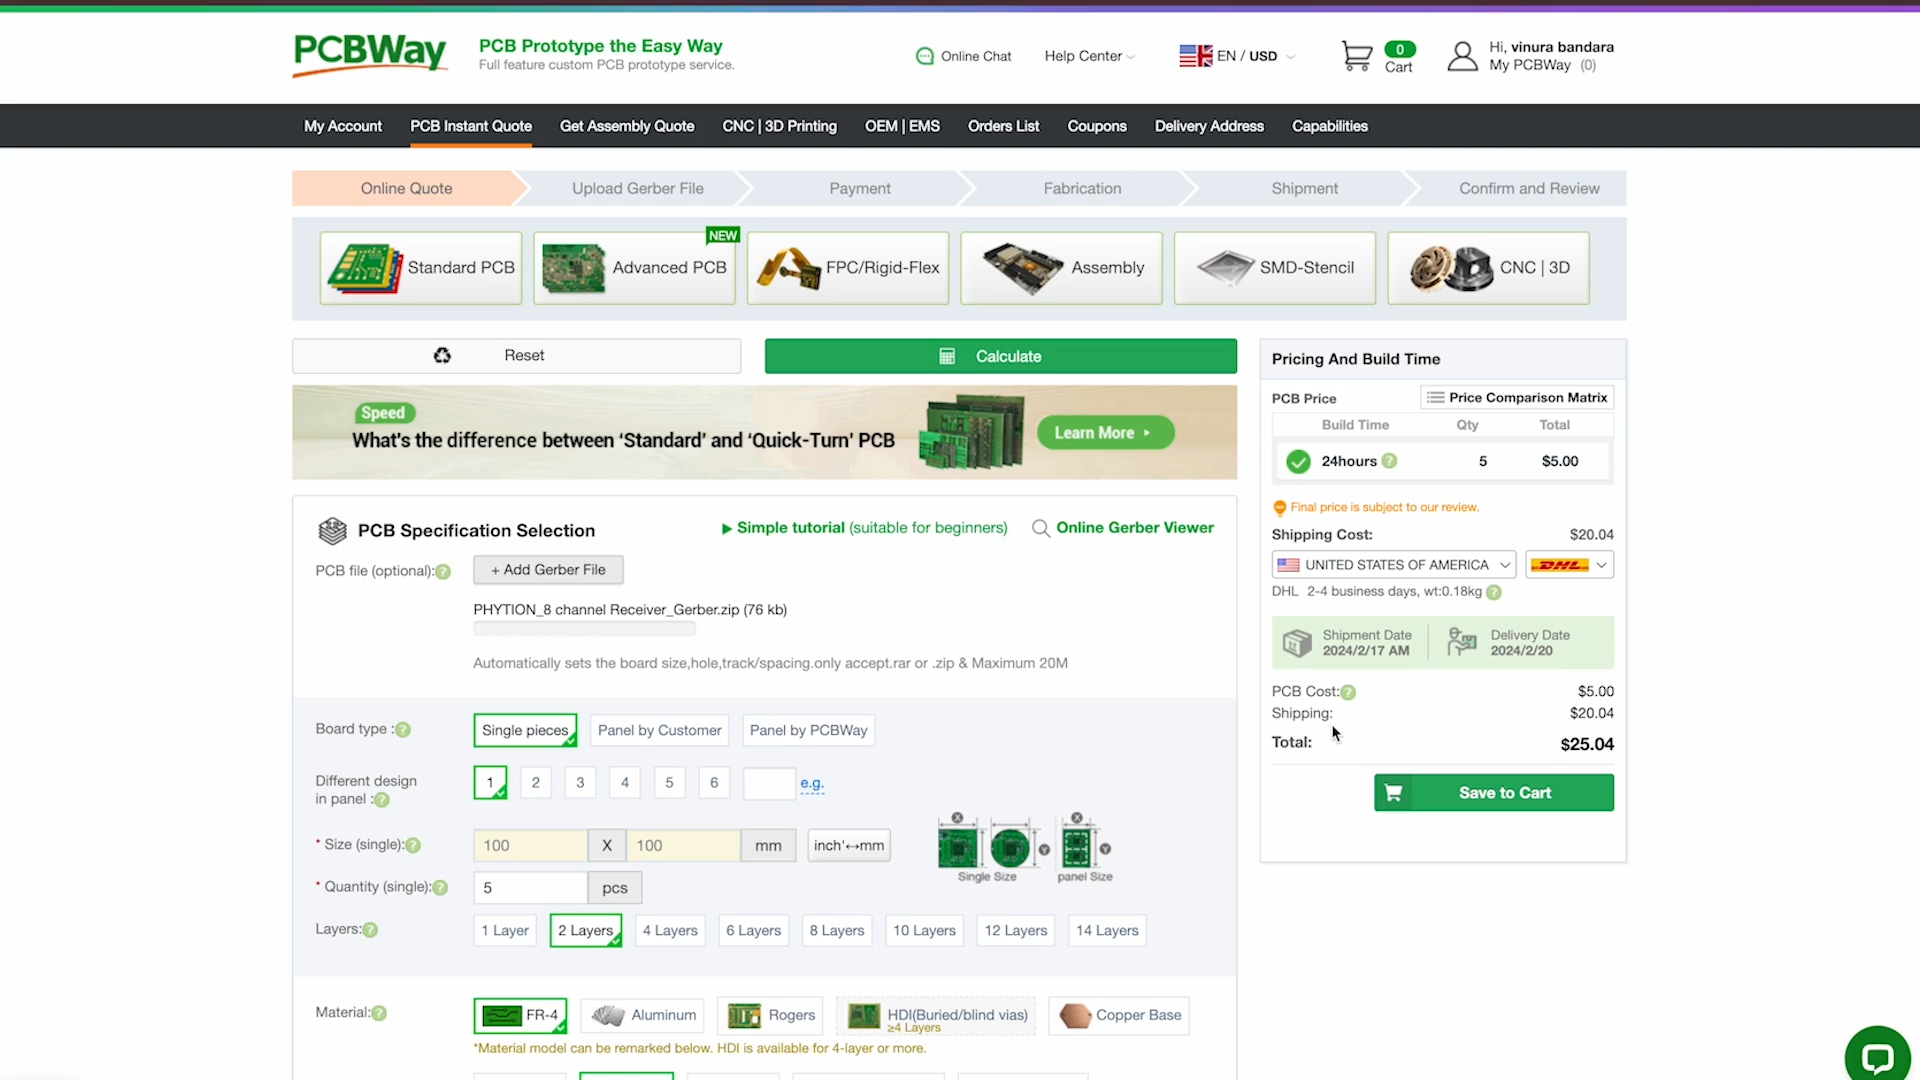 PCBWay
PCB Prototype the Easy Way
Full feature custom PCB prototype service.
Online Chat
Help Center
EN / USD
0
Cart
Hi, vinura bandara
My PCBWay (0)
My Account
PCB Instant Quote
Get Assembly Quote
CNC | 3D Printing
OEM | EMS
Orders List
Coupons
Delivery Address
Capabilities
Online Quote
Upload Gerber File
Payment
Fabrication
Shipment
Confirm and Review
Standard PCB
NEW
Advanced PCB
FPC/Rigid-Flex
Assembly
SMD-Stencil
CNC | 3D
Reset
Calculate
Speed
What's the difference between ‘Standard’ and ‘Quick-Turn’ PCB
Learn More
PCB Specification Selection
Simple tutorial (suitable for beginners)
Online Gerber Viewer
PCB file (optional):?
+ Add Gerber File
PHYTION_8 channel Receiver_Gerber.zip (76 kb)
Automatically sets the board size,hole,track/spacing.only accept.rar or .zip & Maximum 20M
Board type :?
Single pieces
Panel by Customer
Panel by PCBWay
Different design
in panel :?
1
2
3
4
5
6
e.g.
* Size (single):?
100
X
100
mm
inch'↔mm
X
Y
Single Size
X
Y
panel Size
* Quantity (single):?
5
pcs
Layers:?
1 Layer
2 Layers
4 Layers
6 Layers
8 Layers
10 Layers
12 Layers
14 Layers
Material:?
FR-4
Aluminum
Rogers
HDI(Buried/blind vias)
≥4 Layers
Copper Base
*Material model can be remarked below. HDI is available for 4-layer or more.
Pricing And Build Time
PCB Price
Price Comparison Matrix
Build Time
Qty
Total
24hours ?
5
$5.00
Final price is subject to our review.
Shipping Cost:
$20.04
UNITED STATES OF AMERICA
DHL
DHL 2-4 business days, wt:0.18kg ?
Shipment Date
2024/2/17 AM
Delivery Date
2024/2/20
PCB Cost:?
$5.00
Shipping:
$20.04
Total:
$25.04
Save to Cart